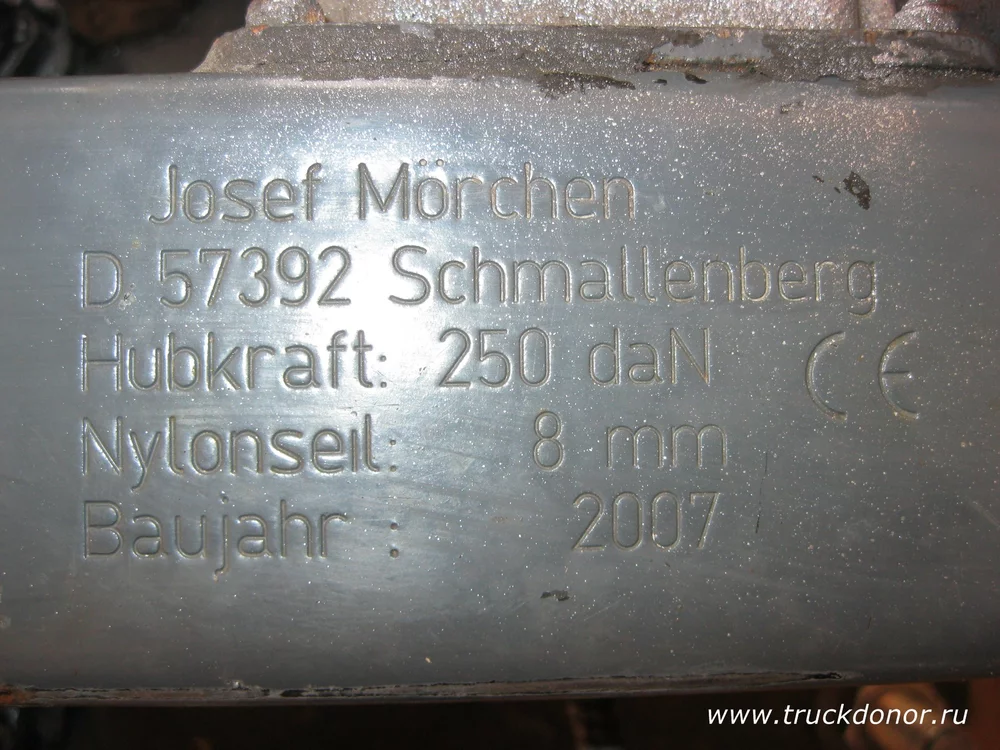 Josef Mörchen
D. 57392 Schmallenberg
Hubkraft: 250 daN CE
Nylonseil: 8 mm
Baujahr : 2007
www.truckdonor.ru